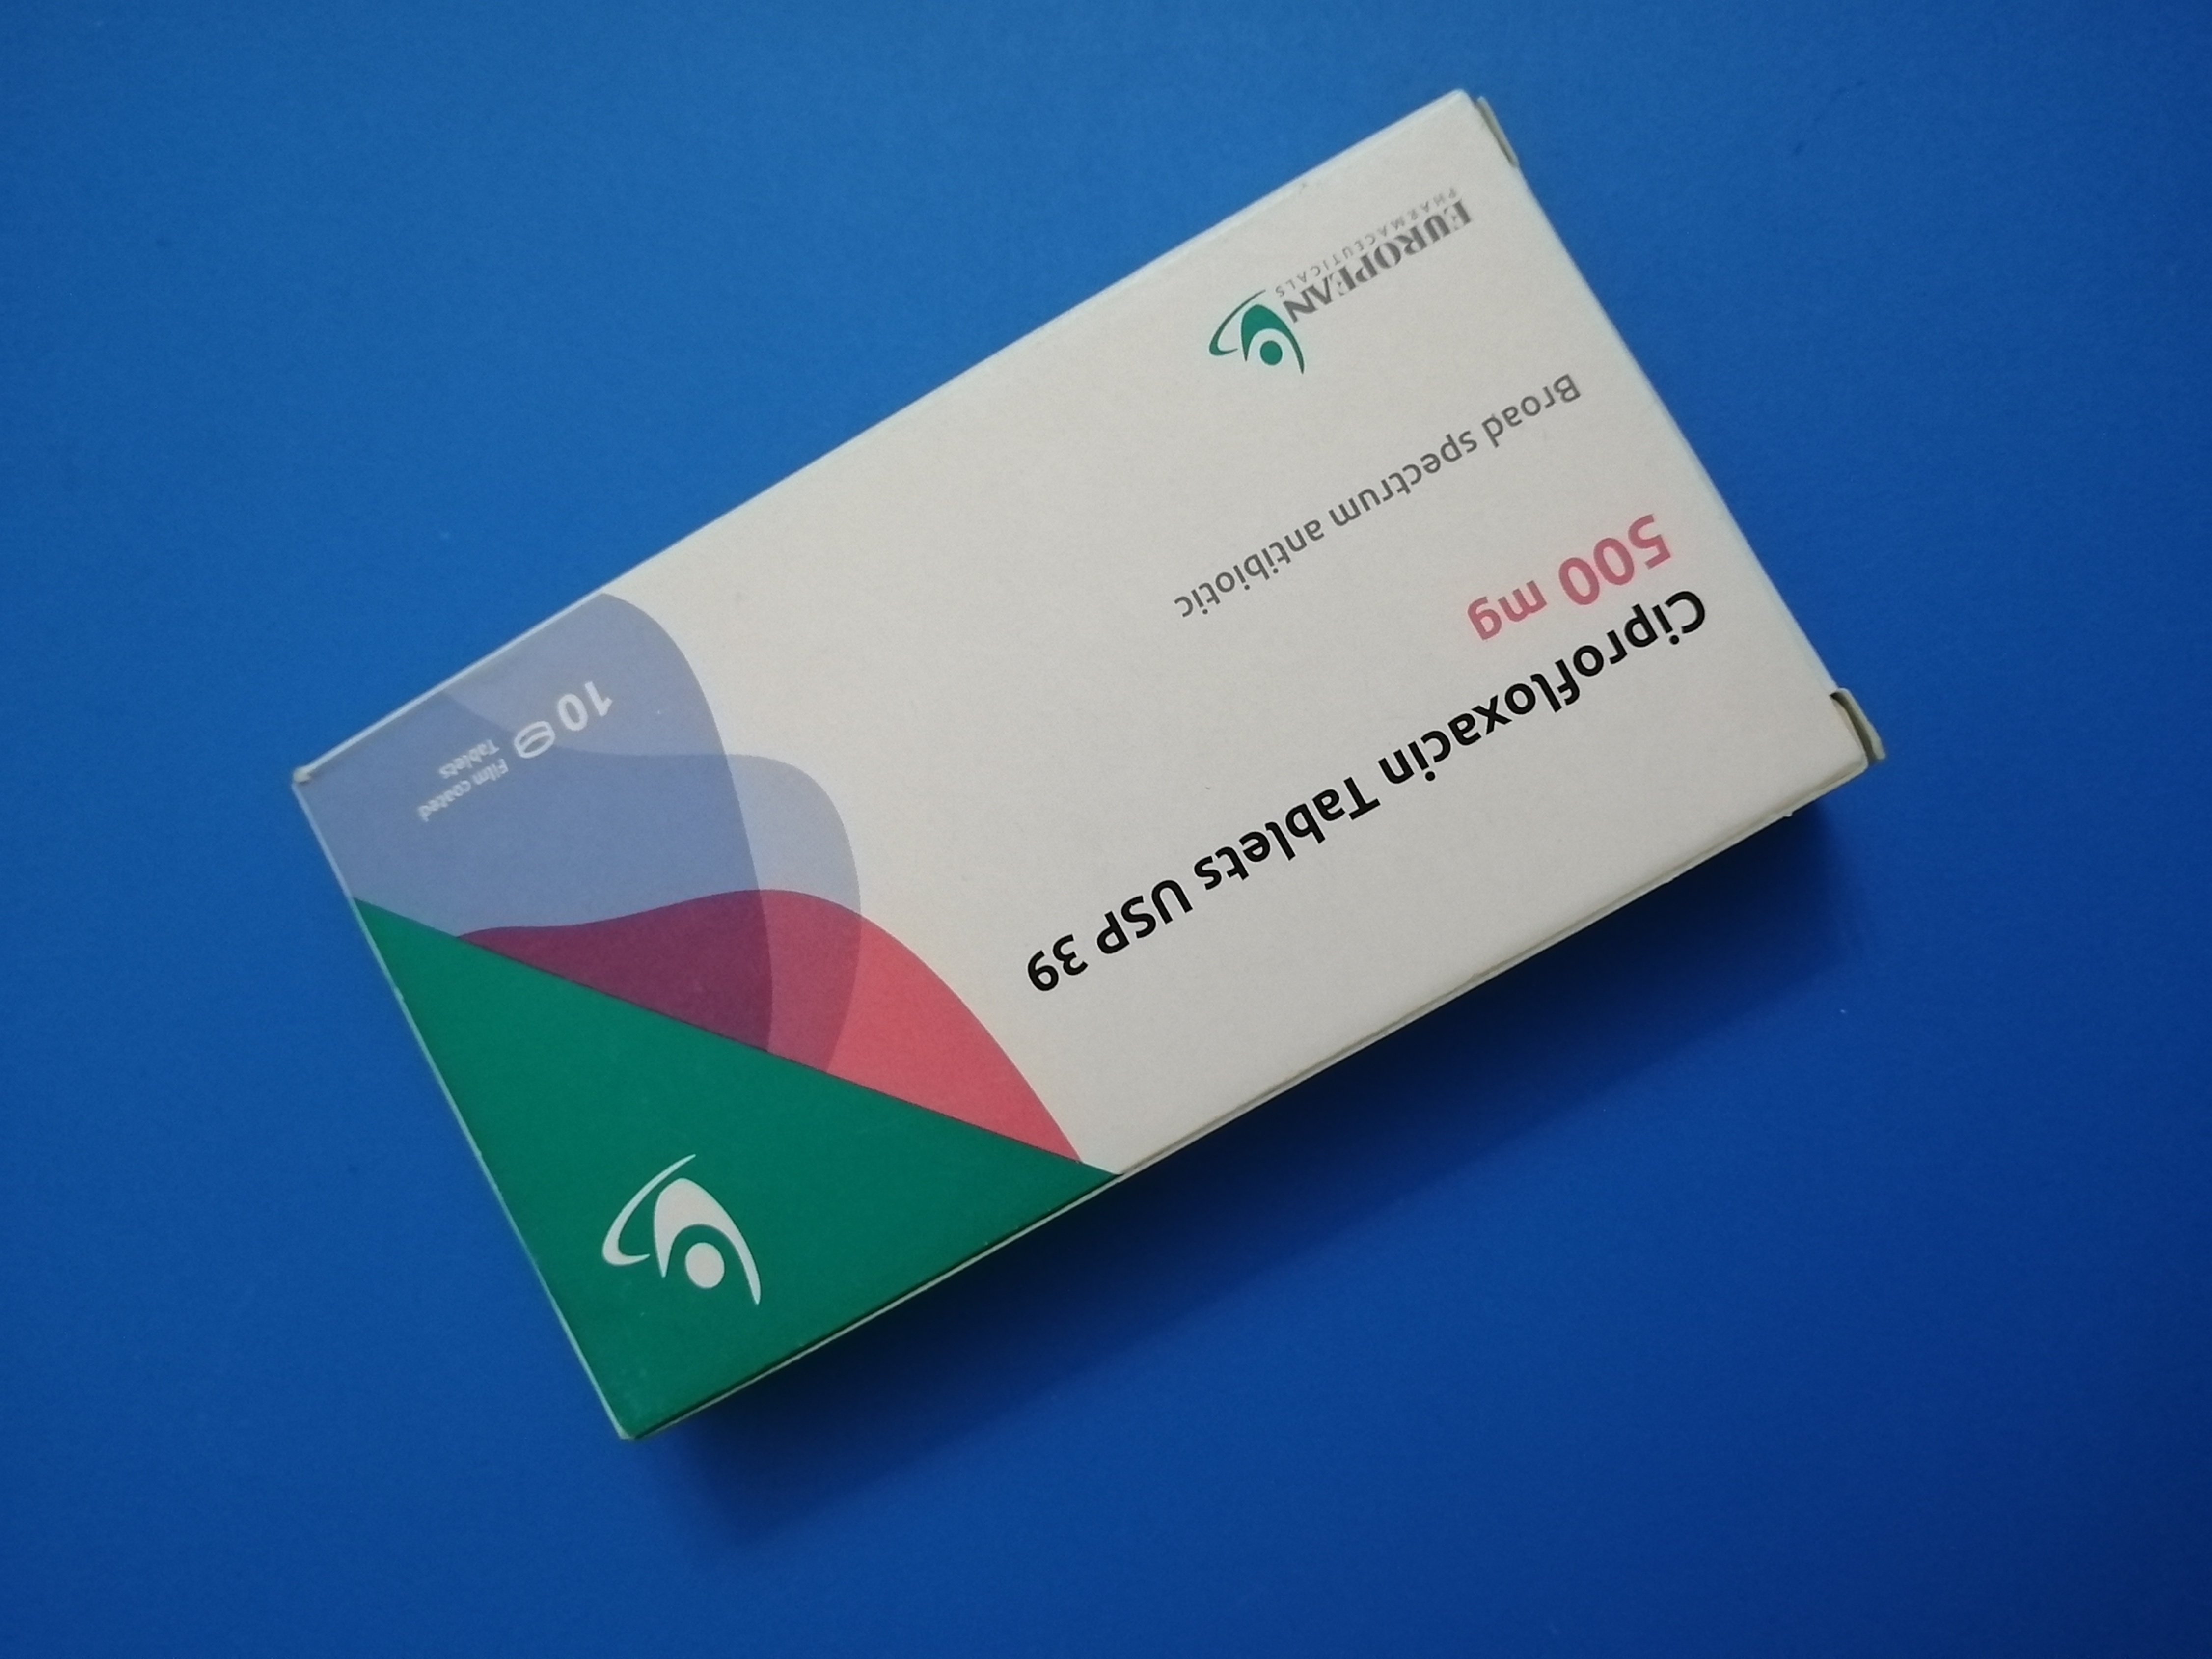 Ciprofloxacin Tablets USP 39
500 mg
Broad spectrum antibiotic
EUROPEAN
PHARMACEUTICALS
10
Film coated
Tablets